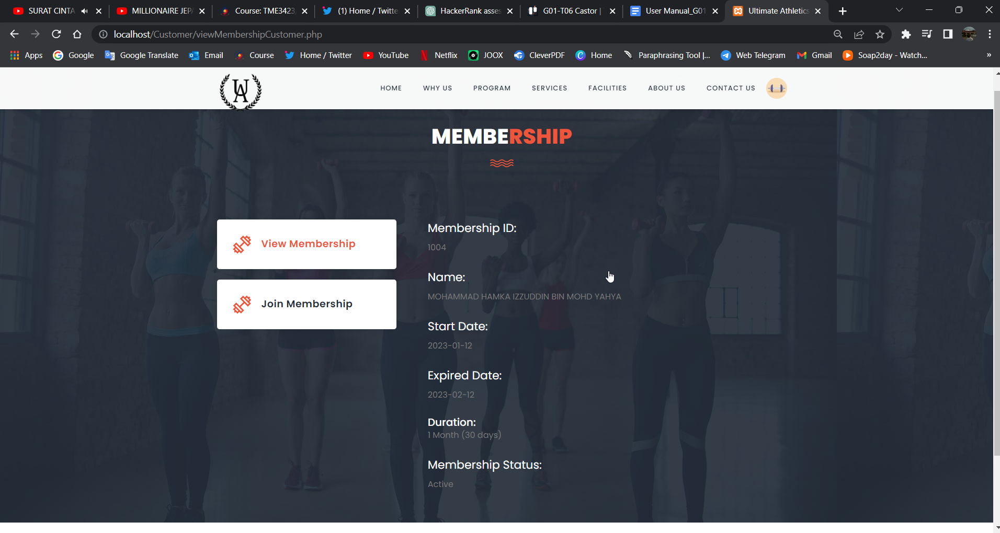 SURAT CINTA
MILLIONAIRE JEPA
Course: TME3423
(1) Home / Twitte
HackerRank asses
G01-T06 Castor |
User Manual_G01
Ultimate Athletics
localhost/Customer/viewMembershipCustomer.php
Apps
Google
Google Translate
Email
Course
Home / Twitter
YouTube
Netflix
JOOX
CleverPDF
Home
Paraphrasing Tool |...
Web Telegram
Gmail
Soap2day - Watch...
»
UA
HOME
WHY US
PROGRAM
SERVICES
FACILITIES
ABOUT US
CONTACT US
MEMBERSHIP
View Membership
Join Membership
Membership ID:
1004
Name:
MOHAMMAD HAMKA IZZUDDIN BIN MOHD YAHYA
Start Date:
2023-01-12
Expired Date:
2023-02-12
Duration:
1 Month (30 days)
Membership Status:
Active